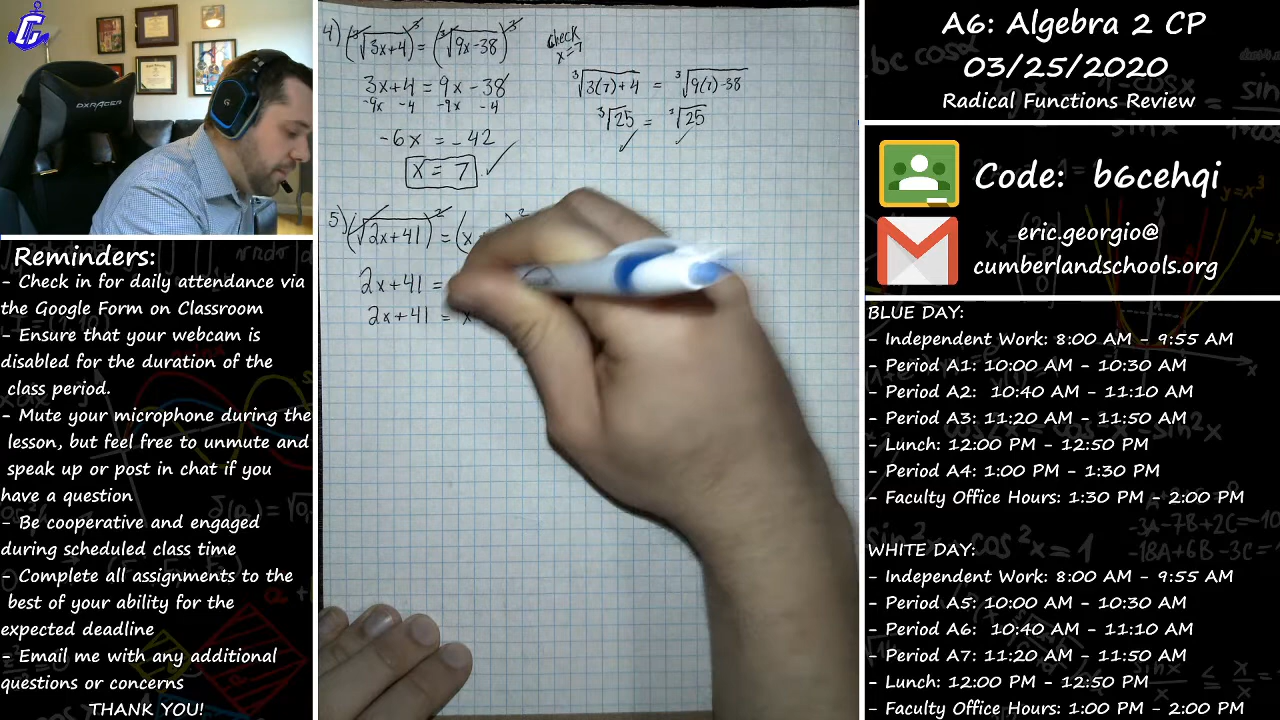 C
DXRACER
Reminders:
- Check in for daily attendance via
the Google Form on Classroom
- Ensure that your webcam is
disabled for the duration of the
class period.
- Mute your microphone during the
lesson, but feel free to unmute and
speak up or post in chat if you
have a question
- Be cooperative and engaged
during scheduled class time
- Complete all assignments to the
best of your ability for the
expected deadline
- Email me with any additional
questions or concerns
THANK YOU!
4) (³√3x+4)³ = (³√9x-38)³
3x+4 = 9x-38
-9x -4 -9x -4
-6x = -42
x = 7 ✓
check
x=7
³√3(7)+4 = ³√9(7)-38
³√25 = ³√25
✓ ✓
5) (√2x+41)² = (x )²
2x+41 =
2x+41 = x
A6: Algebra 2 CP
03/25/2020
Radical Functions Review
Code: b6cehqi
eric.georgio@
cumberlandschools.org
BLUE DAY:
- Independent Work: 8:00 AM - 9:55 AM
- Period A1: 10:00 AM - 10:30 AM
- Period A2: 10:40 AM - 11:10 AM
- Period A3: 11:20 AM - 11:50 AM
- Lunch: 12:00 PM - 12:50 PM
- Period A4: 1:00 PM - 1:30 PM
- Faculty Office Hours: 1:30 PM - 2:00 PM
WHITE DAY:
- Independent Work: 8:00 AM - 9:55 AM
- Period A5: 10:00 AM - 10:30 AM
- Period A6: 10:40 AM - 11:10 AM
- Period A7: 11:20 AM - 11:50 AM
- Lunch: 12:00 PM - 12:50 PM
- Faculty Office Hours: 1:00 PM - 2:00 PM